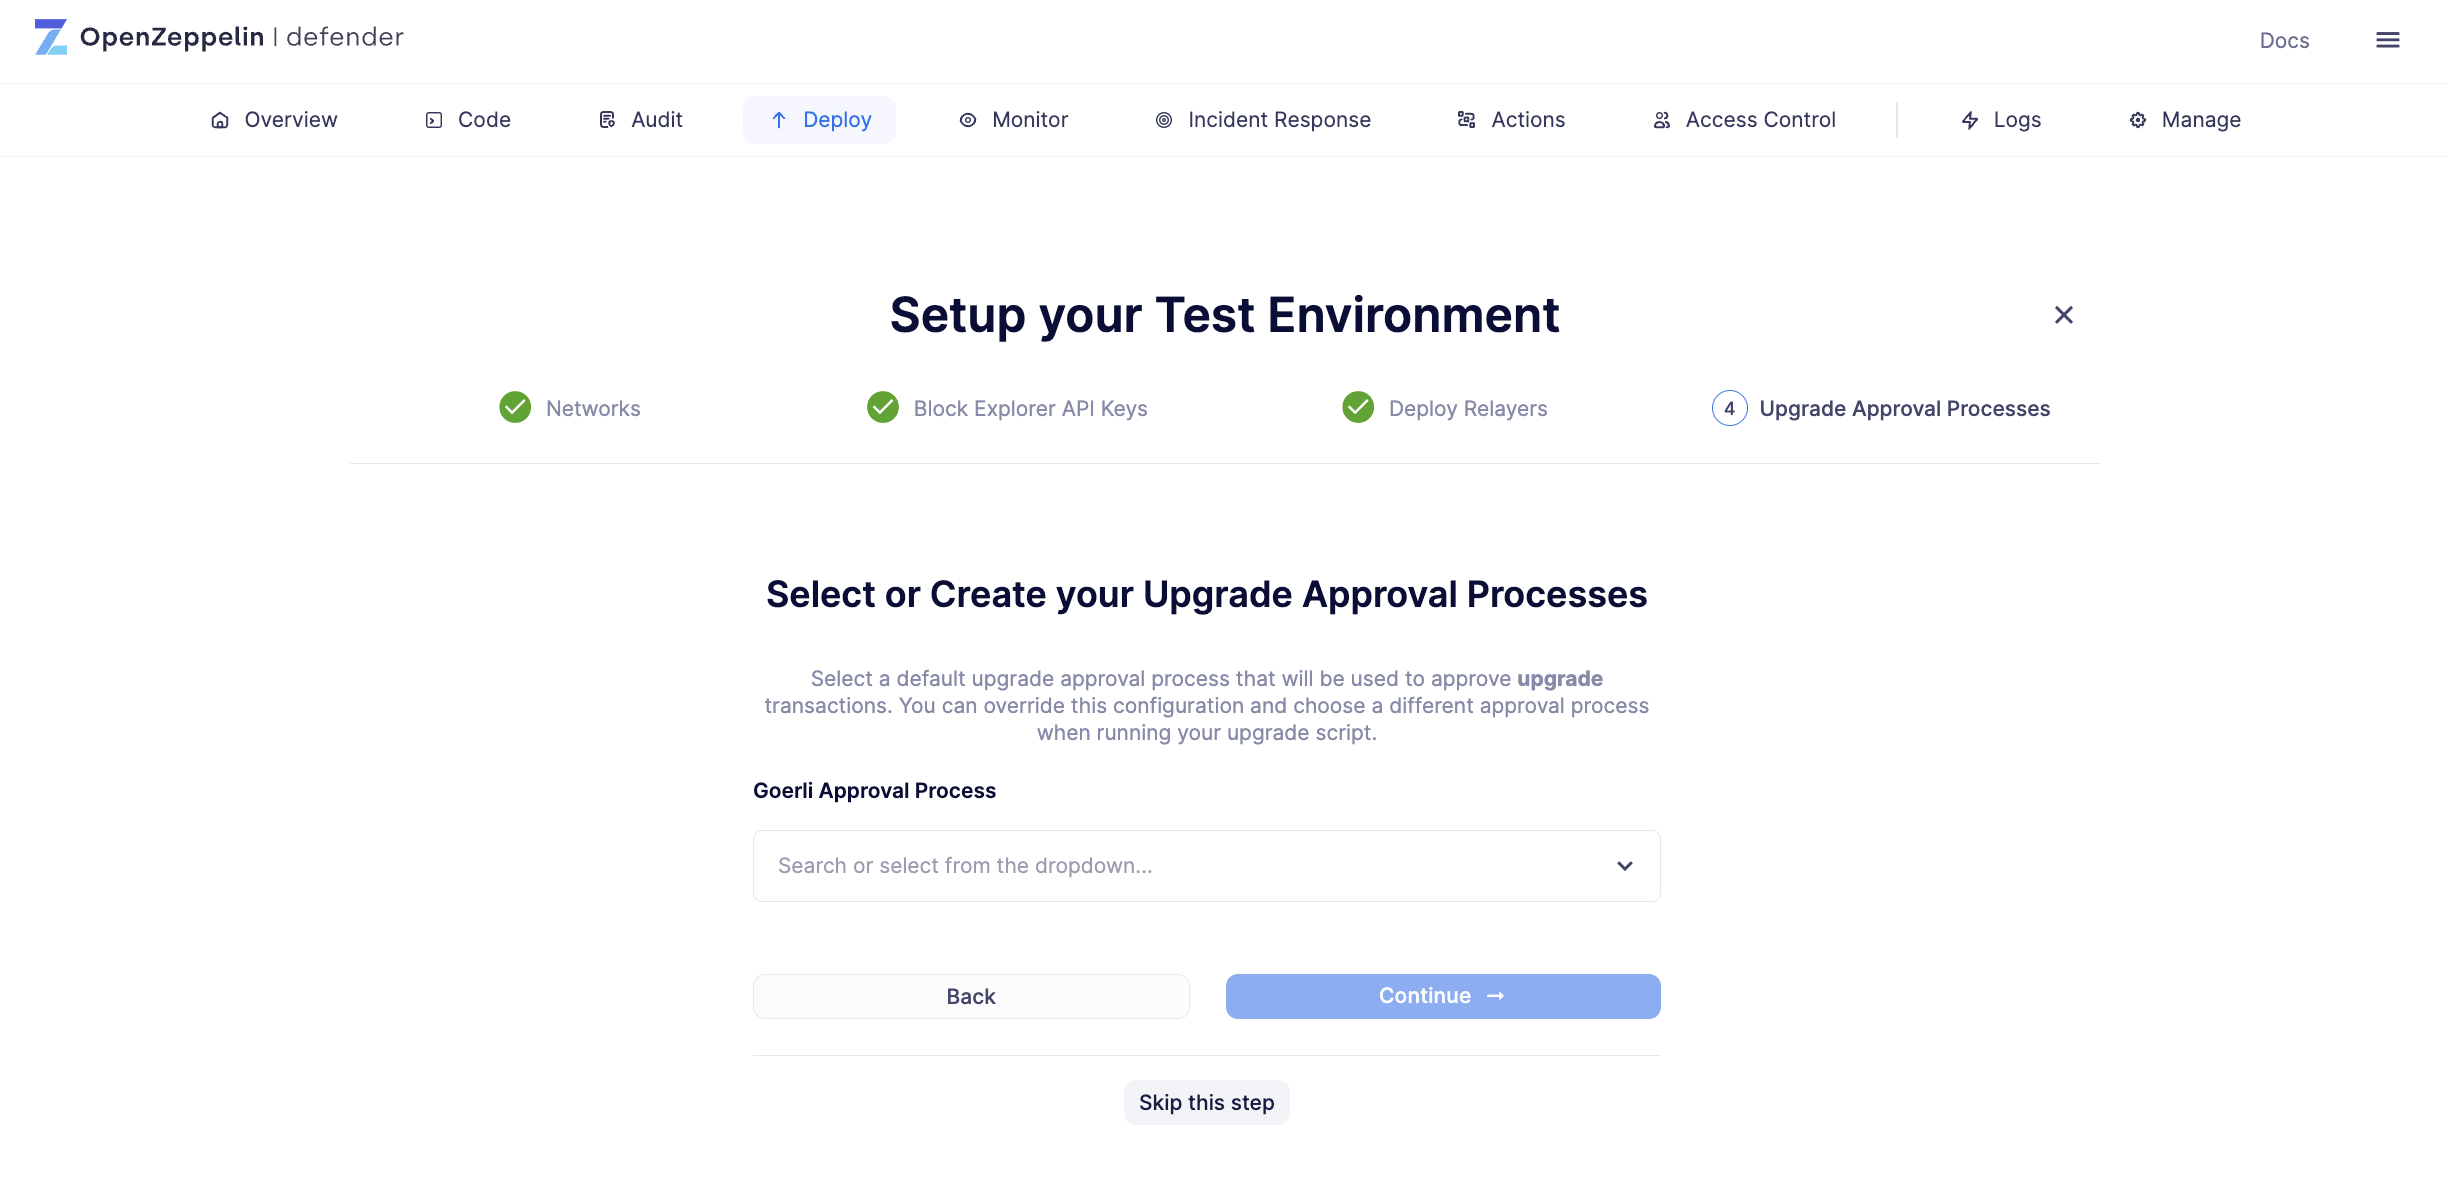 OpenZeppelin | defender
Docs
Overview
Code
Audit
Deploy
Monitor
Incident Response
Actions
Access Control
Logs
Manage
Setup your Test Environment
Networks
Block Explorer API Keys
Deploy Relayers
4 Upgrade Approval Processes
Select or Create your Upgrade Approval Processes
Select a default upgrade approval process that will be used to approve upgrade
transactions. You can override this configuration and choose a different approval process
when running your upgrade script.
Goerli Approval Process
Search or select from the dropdown...
Back
Continue →
Skip this step